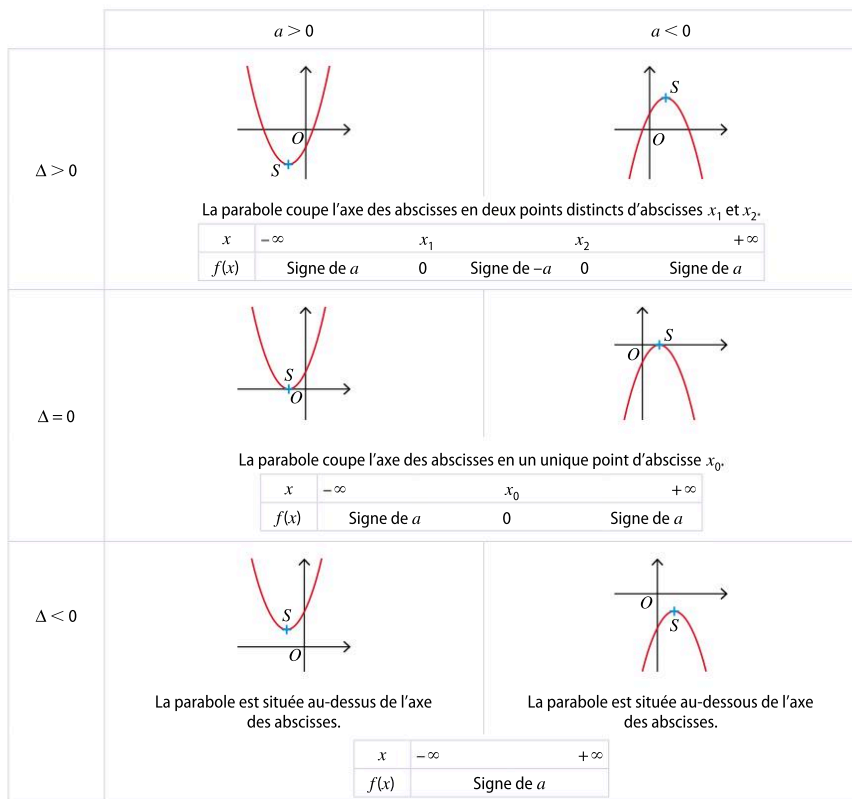 a > 0 a < 0
S
O
O
S
Δ > 0
La parabole coupe l'axe des abscisses en deux points distincts d'abscisses x₁ et x₂.
x −∞ x₁ x₂ +∞
f(x) Signe de a 0 Signe de −a 0 Signe de a
S
O
S
O
Δ = 0
La parabole coupe l'axe des abscisses en un unique point d'abscisse x₀.
x −∞ x₀ +∞
f(x) Signe de a 0 Signe de a
S
O
O
S
Δ < 0
La parabole est située au-dessus de l'axe
des abscisses.
La parabole est située au-dessous de l'axe
des abscisses.
x −∞ +∞
f(x) Signe de a